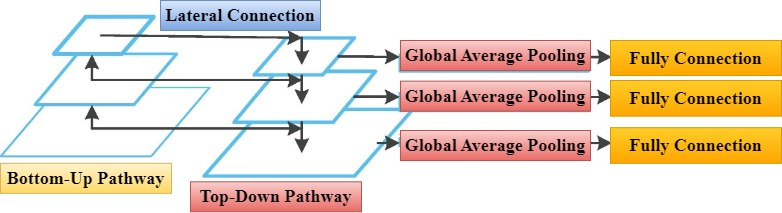 Lateral Connection
Global Average Pooling
Fully Connection
Global Average Pooling
Fully Connection
Global Average Pooling
Fully Connection
Bottom-Up Pathway
Top-Down Pathway